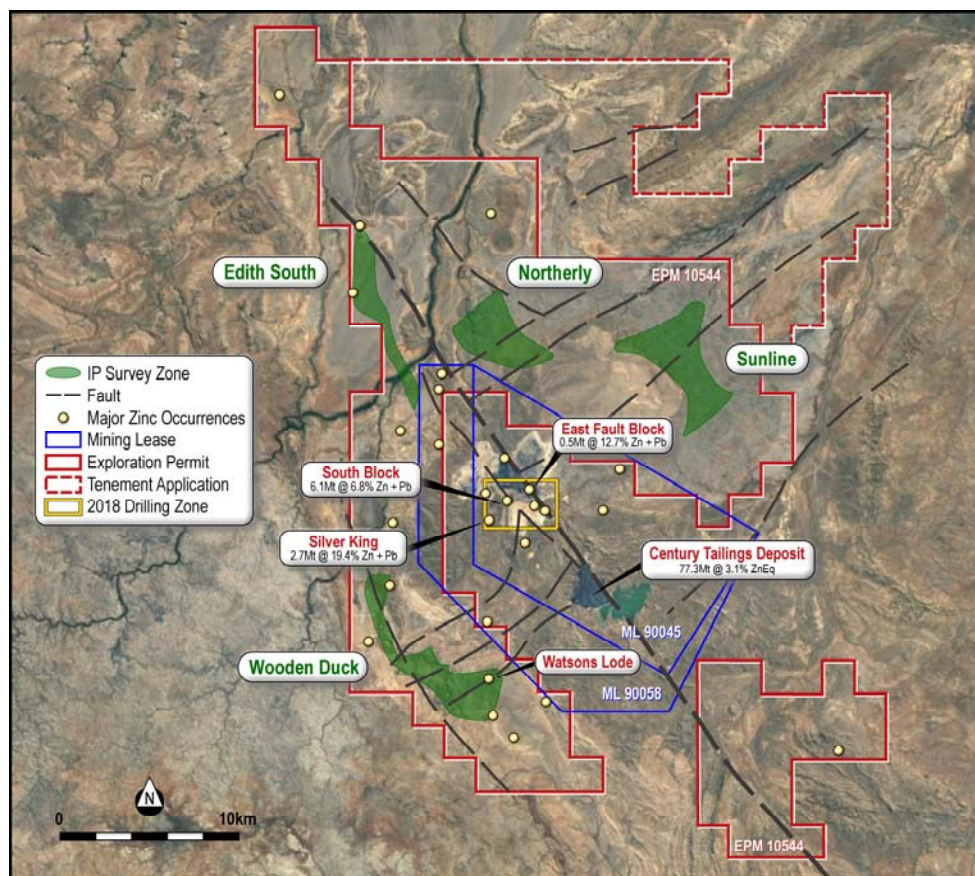 Edith South
Northerly
EPM 10544
Sunline
IP Survey Zone
Fault
Major Zinc Occurrences
Mining Lease
Exploration Permit
Tenement Application
2018 Drilling Zone
East Fault Block
0.5Mt @ 12.7% Zn + Pb
South Block
6.1Mt @ 6.8% Zn + Pb
Silver King
2.7Mt @ 19.4% Zn + Pb
Century Tailings Deposit
77.3Mt @ 3.1% ZnEq
ML 90045
Wooden Duck
Watsons Lode
ML 90058
N
0 10km
EPM 10544